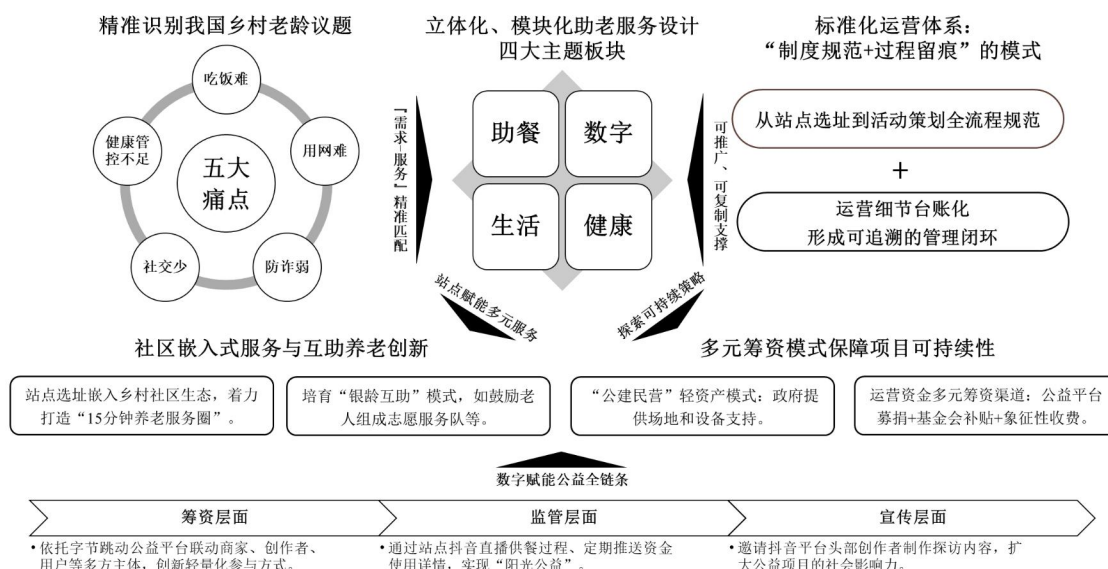 精准识别我国乡村老龄议题
吃饭难
健康管
控不足
用网难
五大
痛点
社交少
防诈弱
『需求-服务』精准匹配
立体化、模块化助老服务设计
四大主题板块
助餐
数字
生活
健康
可推广、可复制支撑
标准化运营体系：
“制度规范+过程留痕”的模式
从站点选址到活动策划全流程规范
+
运营细节台账化
形成可追溯的管理闭环
站点赋能多元服务
探索可持续策略
社区嵌入式服务与互助养老创新
站点选址嵌入乡村社区生态，着力
打造“15分钟养老服务圈”。
培育“银龄互助”模式，如鼓励老
人组成志愿服务队等。
多元筹资模式保障项目可持续性
“公建民营”轻资产模式：政府提
供场地和设备支持。
运营资金多元筹资渠道：公益平台
募捐+基金会补贴+象征性收费。
数字赋能公益全链条
筹资层面
•依托字节跳动公益平台联动商家、创作者、
用户等多方主体，创新轻量化参与方式。
监管层面
•通过站点抖音直播供餐过程、定期推送资金
使用详情，实现“阳光公益”。
宣传层面
•邀请抖音平台头部创作者制作探访内容，扩
大公益项目的社会影响力。